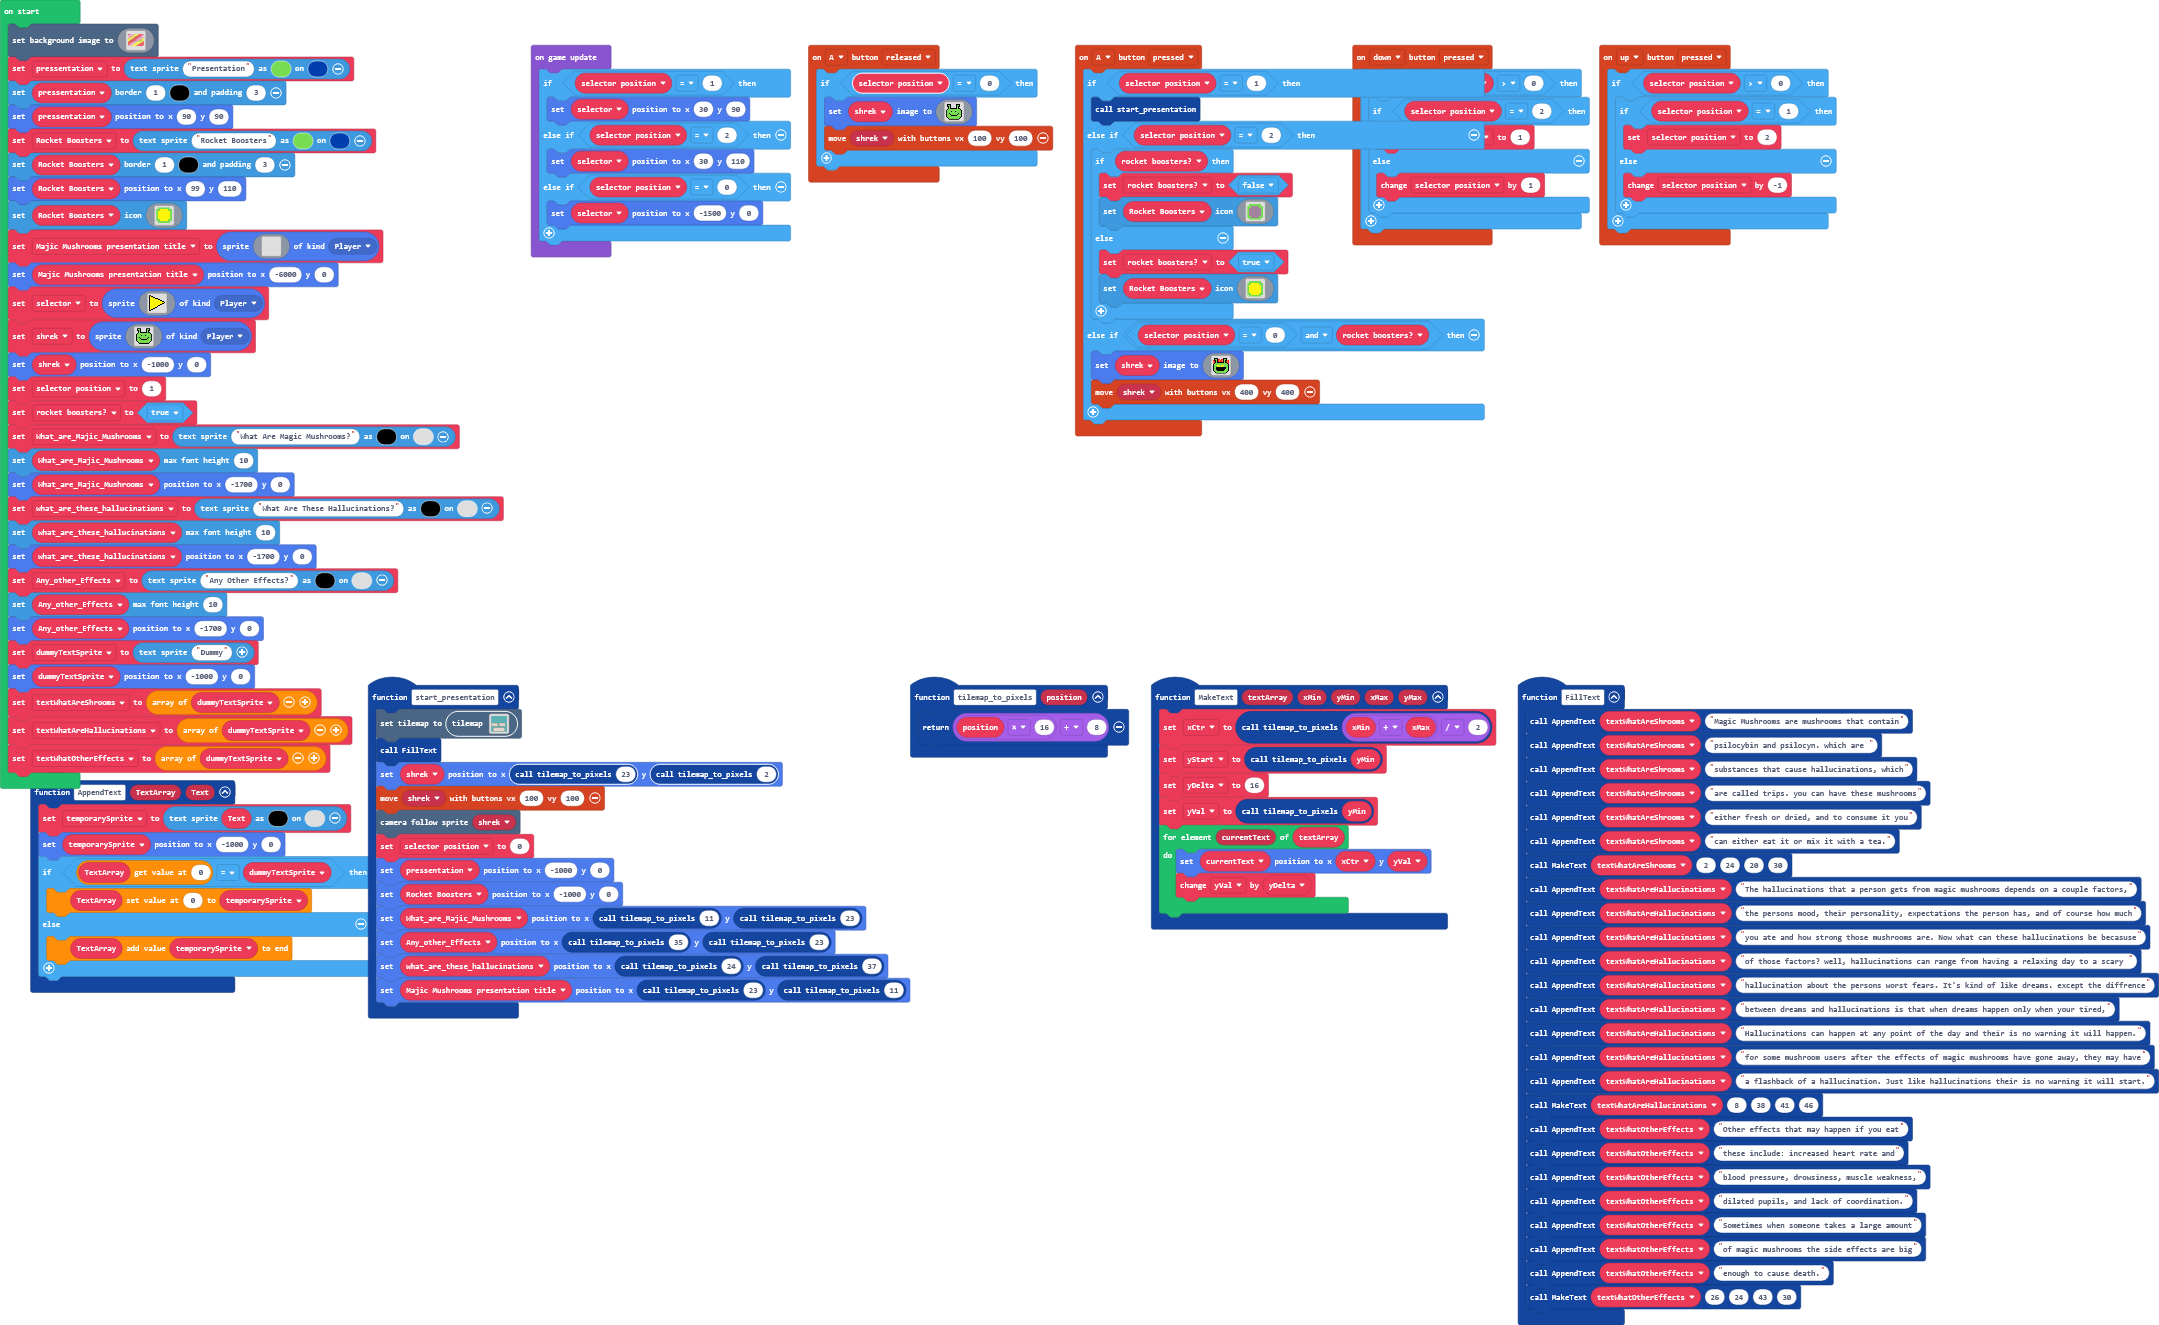 on start
set background image to
set pressentation to text sprite "Presentation" as on
set pressentation border 1 and padding 3
set pressentation position to x 90 y 90
set Rocket Boosters to text sprite "Rocket Boosters" as on
set Rocket Boosters border 1 and padding 3
set Rocket Boosters position to x 99 y 110
set Rocket Boosters icon
set Majic Mushrooms presentation title to sprite of kind Player
set Majic Mushrooms presentation title position to x -6000 y 0
set selector to sprite of kind Player
set shrek to sprite of kind Player
set shrek position to x -1000 y 0
set selector position to 1
set rocket boosters? to true
set What_are_Majic_Mushrooms to text sprite "What Are Magic Mushrooms?" as on
set What_are_Majic_Mushrooms max font height 10
set What_are_Majic_Mushrooms position to x -1700 y 0
set what_are_these_hallucinations to text sprite "What Are These Hallucinations?" as on
set what_are_these_hallucinations max font height 10
set what_are_these_hallucinations position to x -1700 y 0
set Any_other_Effects to text sprite "Any Other Effects?" as on
set Any_other_Effects max font height 10
set Any_other_Effects position to x -1700 y 0
set dummyTextSprite to text sprite "Dummy"
set dummyTextSprite position to x -1000 y 0
set textWhatAreShrooms to array of dummyTextSprite
set textWhatAreHallucinations to array of dummyTextSprite
set textWhatOtherEffects to array of dummyTextSprite
function AppendText TextArray Text
set temporarySprite to text sprite Text as on
set temporarySprite position to x -1000 y 0
if TextArray get value at 0 = dummyTextSprite then
TextArray set value at 0 to temporarySprite
else
TextArray add value temporarySprite to end
on game update
if selector position = 1 then
set selector position to x 30 y 90
else if selector position = 2 then
set selector position to x 30 y 110
else if selector position = 0 then
set selector position to x -1500 y 0
on A button released
if selector position = 0 then
set shrek image to
move shrek with buttons vx 100 vy 100
on A button pressed
if selector position = 1 then
call start_presentation
else if selector position = 2 then
if rocket boosters? then
set rocket boosters? to false
set Rocket Boosters icon
else
set rocket boosters? to true
set Rocket Boosters icon
else if selector position = 0 and rocket boosters? then
set shrek image to
move shrek with buttons vx 400 vy 400
on down button pressed
> 0 then
if selector position = 2 then
to 1
else
change selector position by 1
on up button pressed
if selector position > 0 then
if selector position = 1 then
set selector position to 2
else
change selector position by -1
function start_presentation
set tilemap to tilemap
call FillText
set shrek position to x call tilemap_to_pixels 23 y call tilemap_to_pixels 2
move shrek with buttons vx 100 vy 100
camera follow sprite shrek
set selector position to 0
set pressentation position to x -1000 y 0
set Rocket Boosters position to x -1000 y 0
set What_are_Majic_Mushrooms position to x call tilemap_to_pixels 11 y call tilemap_to_pixels 23
set Any_other_Effects position to x call tilemap_to_pixels 35 y call tilemap_to_pixels 23
set what_are_these_hallucinations position to x call tilemap_to_pixels 24 y call tilemap_to_pixels 37
set Majic Mushrooms presentation title position to x call tilemap_to_pixels 23 y call tilemap_to_pixels 11
function tilemap_to_pixels position
return position × 16 + 8
function MakeText textArray xMin yMin xMax yMax
set xCtr to call tilemap_to_pixels xMin + xMax / 2
set yStart to call tilemap_to_pixels yMin
set yDelta to 16
set yVal to call tilemap_to_pixels yMin
for element currentText of textArray
do set currentText position to x xCtr y yVal
change yVal by yDelta
function FillText
call AppendText textWhatAreShrooms "Magic Mushrooms are mushrooms that contain"
call AppendText textWhatAreShrooms "psilocybin and psilocyn. which are "
call AppendText textWhatAreShrooms "substances that cause hallucinations, which"
call AppendText textWhatAreShrooms "are called trips. you can have these mushrooms"
call AppendText textWhatAreShrooms "either fresh or dried, and to consume it you"
call AppendText textWhatAreShrooms "can either eat it or mix it with a tea."
call MakeText textWhatAreShrooms 2 24 20 30
call AppendText textWhatAreHallucinations "The hallucinations that a person gets from magic mushrooms depends on a couple factors,"
call AppendText textWhatAreHallucinations "the persons mood, their personality, expectations the person has, and of course how much"
call AppendText textWhatAreHallucinations "you ate and how strong those mushrooms are. Now what can these hallucinations be becasuse"
call AppendText textWhatAreHallucinations "of those factors? well, hallucinations can range from having a relaxing day to a scary "
call AppendText textWhatAreHallucinations "hallucination about the persons worst fears. It's kind of like dreams. except the diffrence"
call AppendText textWhatAreHallucinations "between dreams and hallucinations is that when dreams happen only when your tired,"
call AppendText textWhatAreHallucinations "Hallucinations can happen at any point of the day and their is no warning it will happen."
call AppendText textWhatAreHallucinations "for some mushroom users after the effects of magic mushrooms have gone away, they may have"
call AppendText textWhatAreHallucinations "a flashback of a hallucination. Just like hallucinations their is no warning it will start."
call MakeText textWhatAreHallucinations 8 38 41 46
call AppendText textWhatOtherEffects "Other effects that may happen if you eat"
call AppendText textWhatOtherEffects "these include: increased heart rate and"
call AppendText textWhatOtherEffects "blood pressure, drowsiness, muscle weakness,"
call AppendText textWhatOtherEffects "dilated pupils, and lack of coordination."
call AppendText textWhatOtherEffects "Sometimes when someone takes a large amount"
call AppendText textWhatOtherEffects "of magic mushrooms the side effects are big"
call AppendText textWhatOtherEffects "enough to cause death."
call MakeText textWhatOtherEffects 26 24 43 30